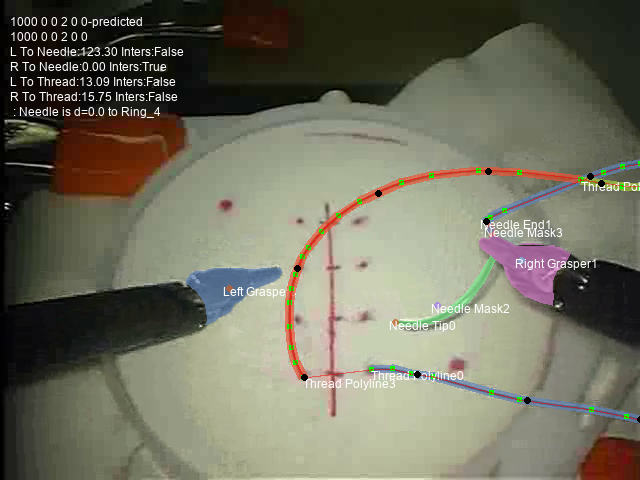 1000 0 0 2 0 0-predicted
1000 0 0 2 0 0
L To Needle:123.30 Inters:False
R To Needle:0.00 Inters:True
L To Thread:13.09 Inters:False
R To Thread:15.75 Inters:False
: Needle is d=0.0 to Ring_4
Thread Pol
Needle End1
Needle Mask3
Right Grasper1
Left Graspe
Needle Mask2
Needle Tip0
Thread Polyline0
Thread Polyline3